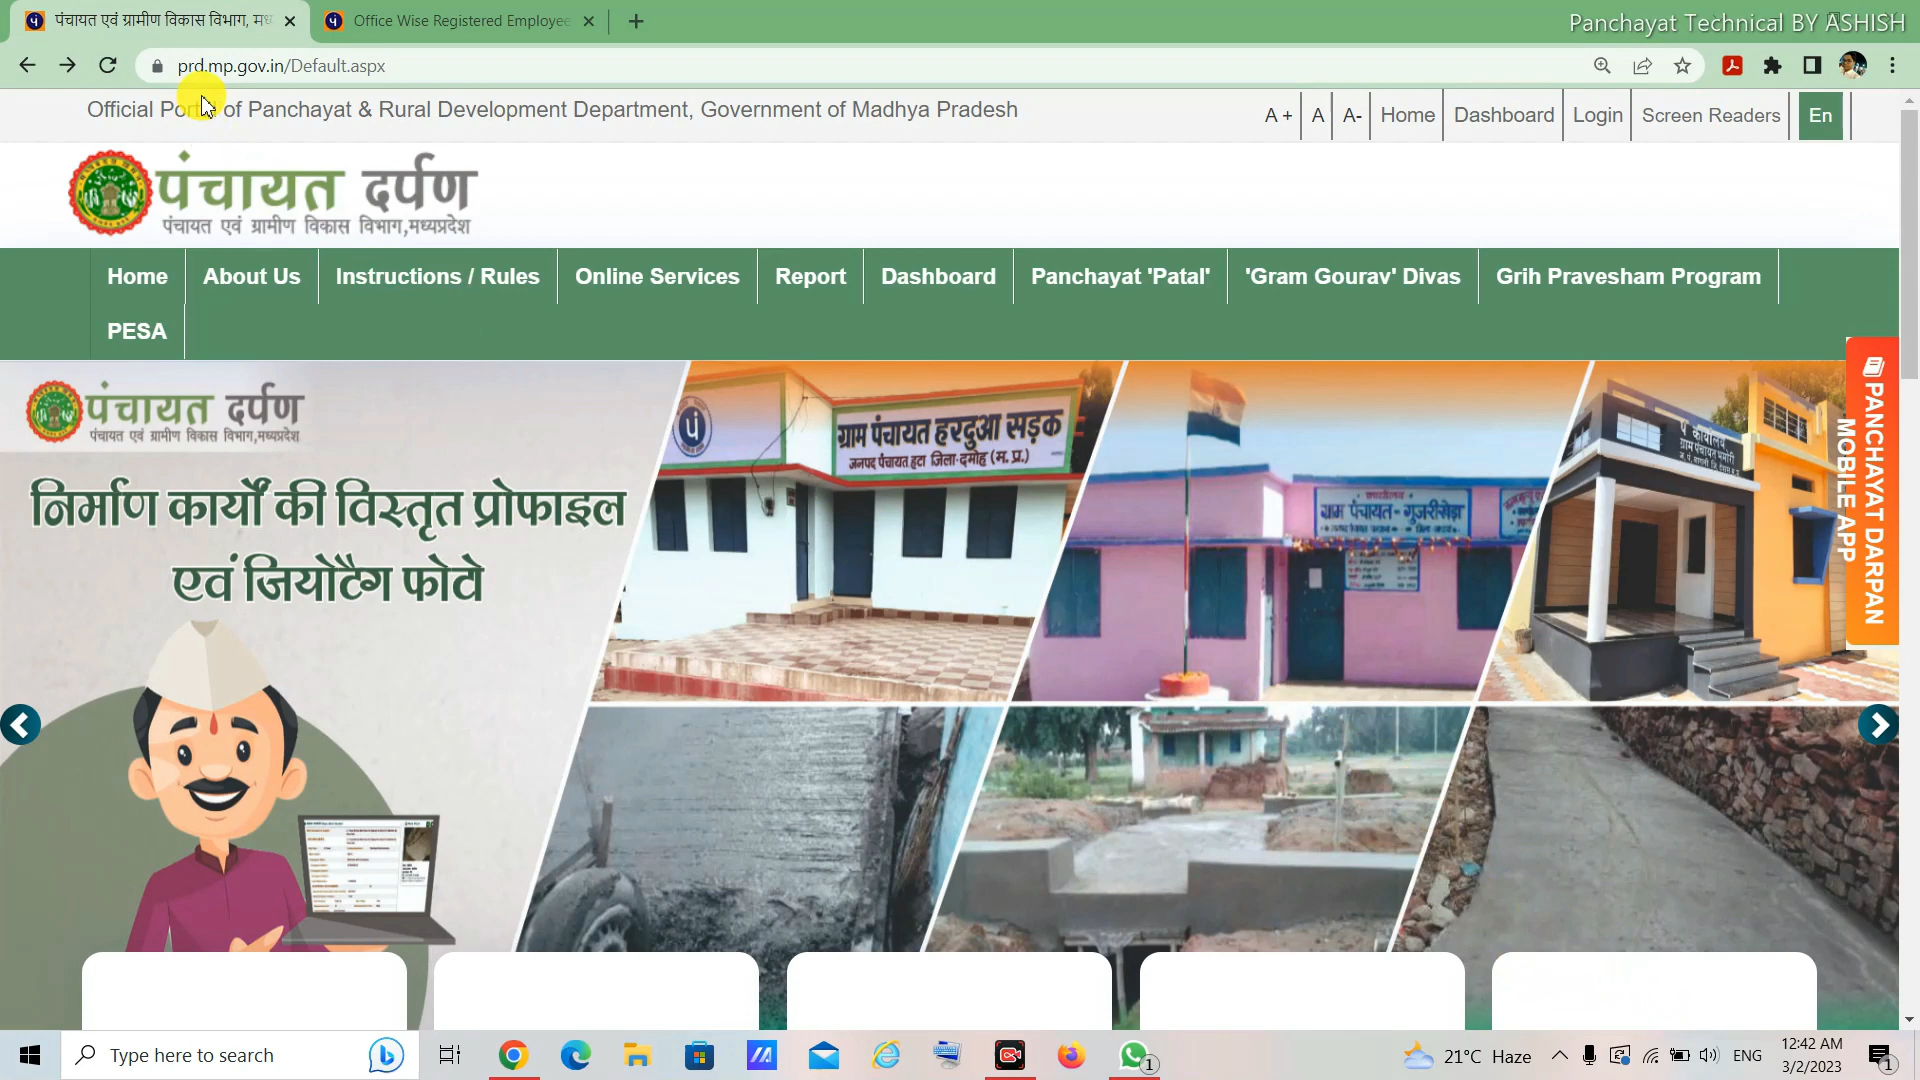 पंचायत एवं ग्रामीण विकास विभाग, मध्य
Office Wise Registered Employee
Panchayat Technical BY ASHISH
prd.mp.gov.in/Default.aspx
Official Portal of Panchayat & Rural Development Department, Government of Madhya Pradesh
A +
A
A-
Home
Dashboard
Login
Screen Readers
En
पंचायत दर्पण
पंचायत एवं ग्रामीण विकास विभाग,मध्यप्रदेश
Home
About Us
Instructions / Rules
Online Services
Report
Dashboard
Panchayat 'Patal'
'Gram Gourav' Divas
Grih Pravesham Program
PESA
पंचायत दर्पण
पंचायत एवं ग्रामीण विकास विभाग,मध्यप्रदेश
निर्माण कार्यों की विस्तृत प्रोफाइल
एवं जियोटैग फोटो
ग्राम पंचायत हरदुआ सड़क
जनपद पंचायत हटा जिला-दमोह (म. प्र.)
ग्राम पंचायत-गुजरीखेड़ा
PANCHAYAT DARPAN
MOBILE APP
Type here to search
21°C Haze
ENG
12:42 AM
3/2/2023
1
1